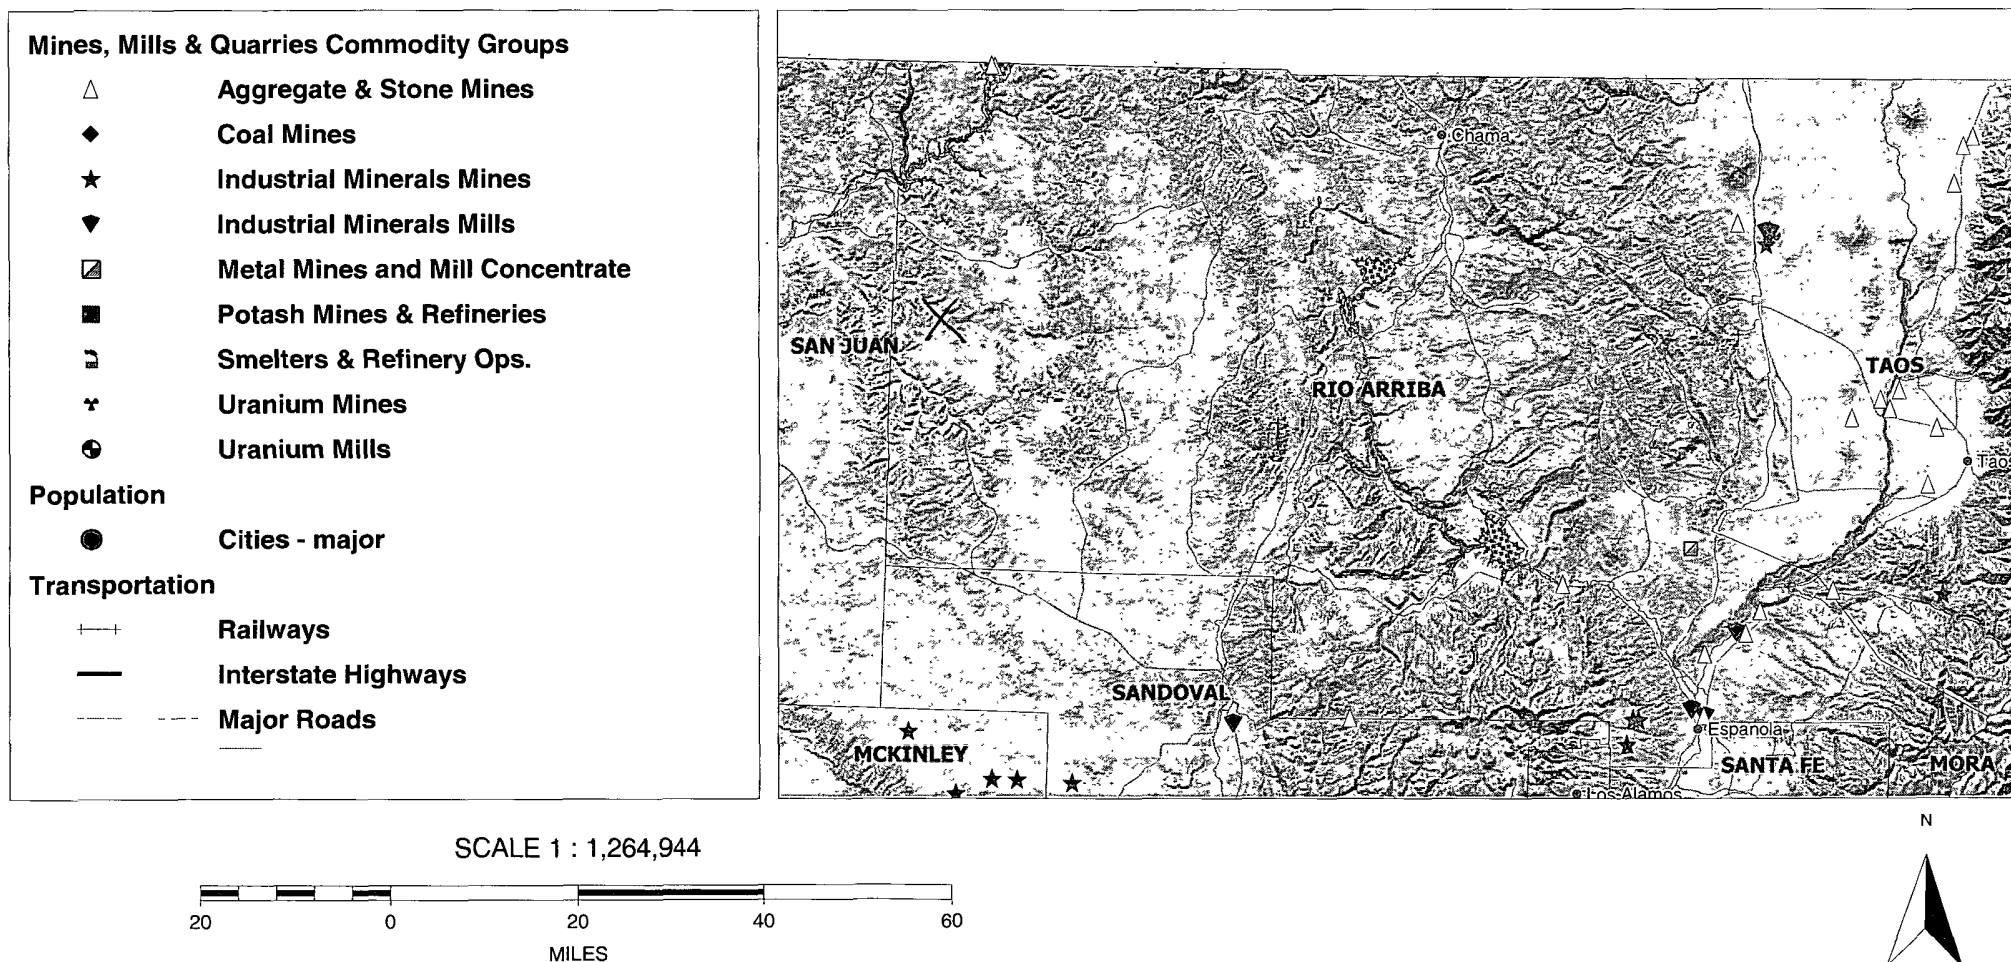 Mines, Mills & Quarries Commodity Groups
Aggregate & Stone Mines
Coal Mines
Industrial Minerals Mines
Industrial Minerals Mills
Metal Mines and Mill Concentrate
Potash Mines & Refineries
Smelters & Refinery Ops.
Uranium Mines
Uranium Mills
Population
Cities - major
Transportation
Railways
Interstate Highways
Major Roads
Chama
SAN JUAN
RIO ARRIBA
TAOS
Taos
SANDOVAL
MCKINLEY
Espanola
SANTA FE
MORA
Los Alamos
SCALE 1 : 1,264,944
20 0 20 40 60
MILES
N